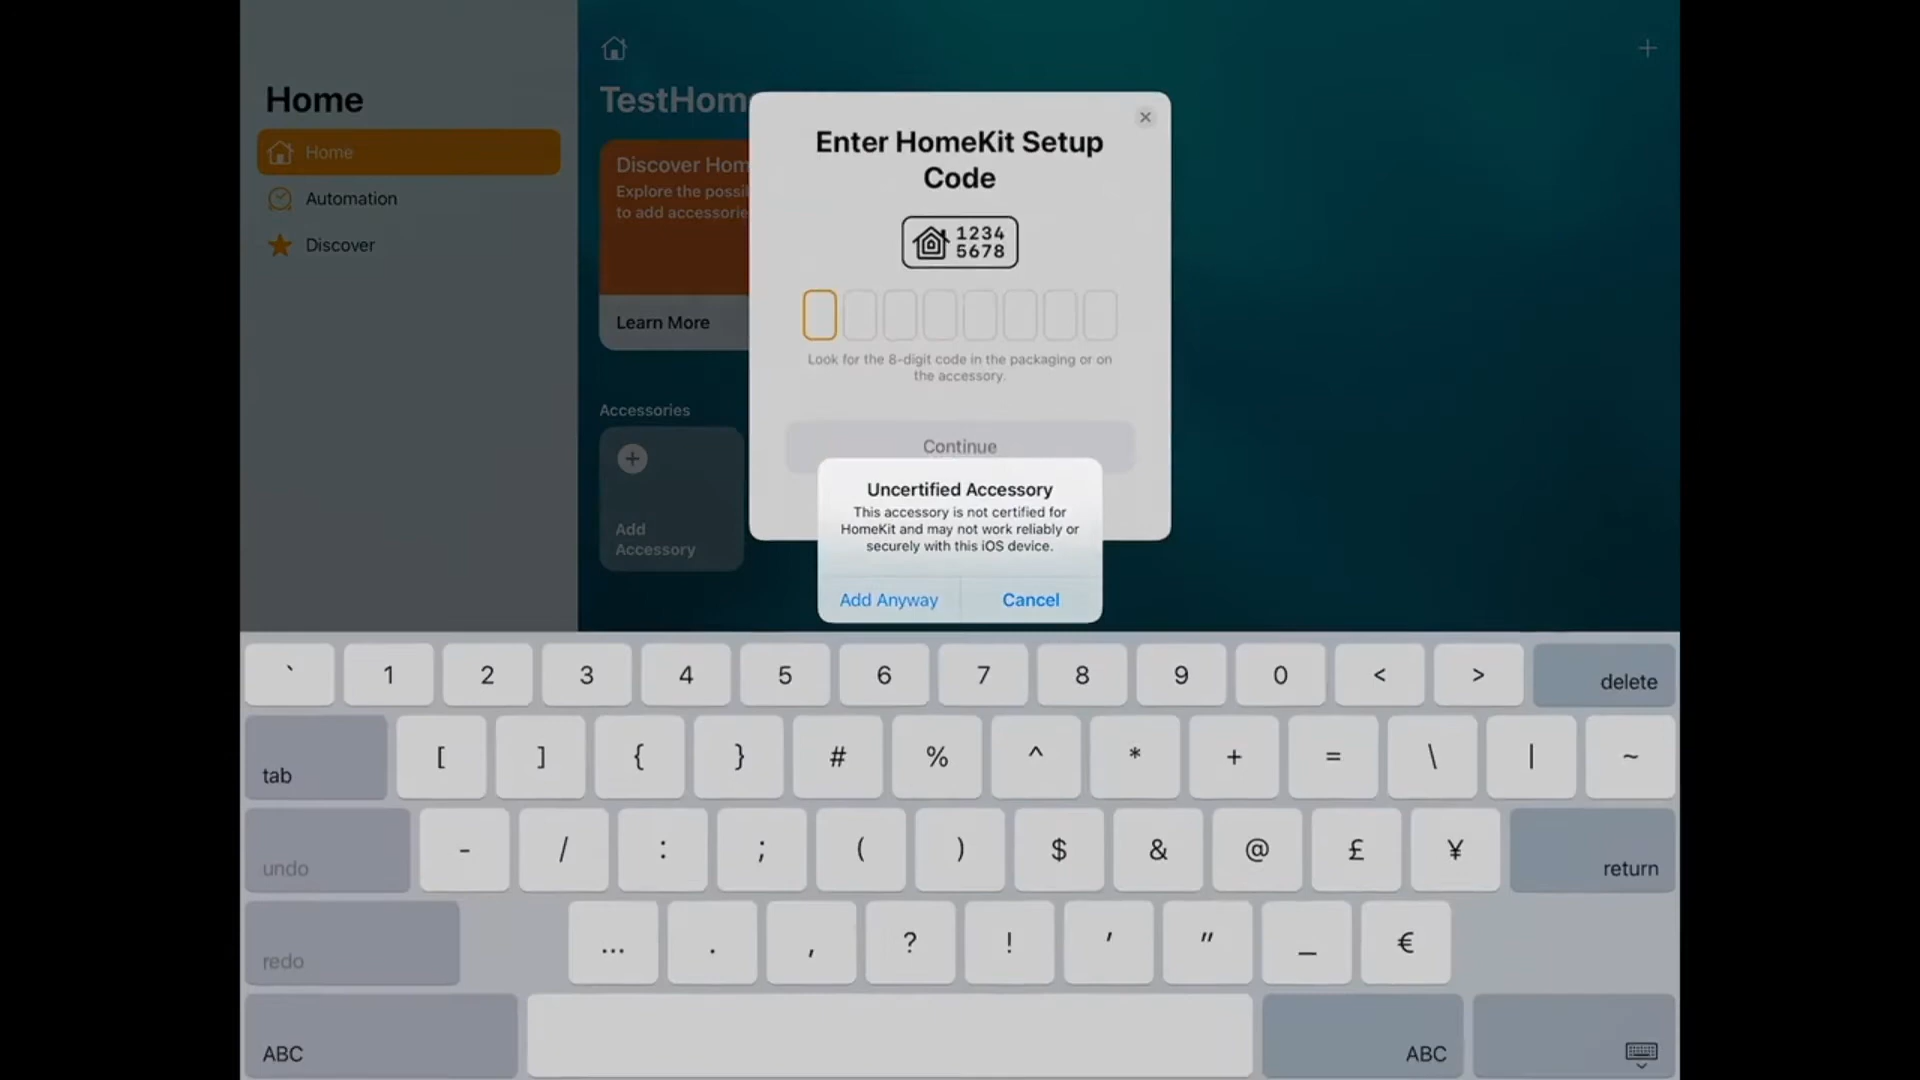 Home
Home
Automation
Discover
TestHom
Discover Hom
Explore the possi
to add accessorie
Learn More
Accessories
+
Add
Accessory
Enter HomeKit Setup
Code
1234
5678
Look for the 8-digit code in the packaging or on
the accessory.
Continue
Uncertified Accessory
This accessory is not certified for
HomeKit and may not work reliably or
securely with this iOS device.
Add Anyway Cancel
` 1 2 3 4 5 6 7 8 9 0 < > delete
tab [ ] { } # % ^ * + = \ | ~
undo - / : ; ( ) $ & @ £ ¥ return
redo … . , ? ! ' " _ €
ABC ABC